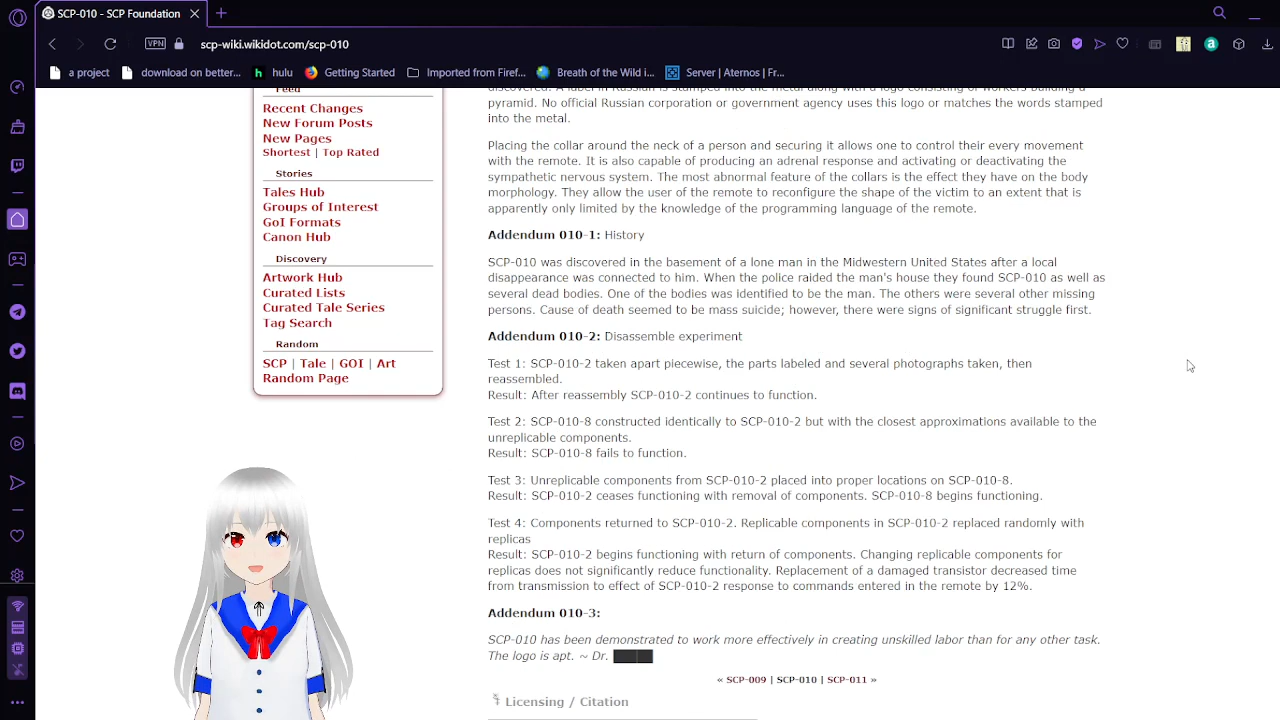 SCP-010 - SCP Foundation
VPN
scp-wiki.wikidot.com/scp-010
a project
download on better...
hulu
Getting Started
Imported from Firef...
Breath of the Wild i...
Server | Aternos | Fr...
Feed
Recent Changes
New Forum Posts
New Pages
Shortest | Top Rated
Stories
Tales Hub
Groups of Interest
GoI Formats
Canon Hub
Discovery
Artwork Hub
Curated Lists
Curated Tale Series
Tag Search
Random
SCP | Tale | GOI | Art
Random Page
discovered. A label in Russian is stamped into the metal along with a logo consisting of workers building a
pyramid. No official Russian corporation or government agency uses this logo or matches the words stamped
into the metal.
Placing the collar around the neck of a person and securing it allows one to control their every movement
with the remote. It is also capable of producing an adrenal response and activating or deactivating the
sympathetic nervous system. The most abnormal feature of the collars is the effect they have on the body
morphology. They allow the user of the remote to reconfigure the shape of the victim to an extent that is
apparently only limited by the knowledge of the programming language of the remote.
Addendum 010-1: History
SCP-010 was discovered in the basement of a lone man in the Midwestern United States after a local
disappearance was connected to him. When the police raided the man's house they found SCP-010 as well as
several dead bodies. One of the bodies was identified to be the man. The others were several other missing
persons. Cause of death seemed to be mass suicide; however, there were signs of significant struggle first.
Addendum 010-2: Disassemble experiment
Test 1: SCP-010-2 taken apart piecewise, the parts labeled and several photographs taken, then
reassembled.
Result: After reassembly SCP-010-2 continues to function.
Test 2: SCP-010-8 constructed identically to SCP-010-2 but with the closest approximations available to the
unreplicable components.
Result: SCP-010-8 fails to function.
Test 3: Unreplicable components from SCP-010-2 placed into proper locations on SCP-010-8.
Result: SCP-010-2 ceases functioning with removal of components. SCP-010-8 begins functioning.
Test 4: Components returned to SCP-010-2. Replicable components in SCP-010-2 replaced randomly with
replicas
Result: SCP-010-2 begins functioning with return of components. Changing replicable components for
replicas does not significantly reduce functionality. Replacement of a damaged transistor decreased time
from transmission to effect of SCP-010-2 response to commands entered in the remote by 12%.
Addendum 010-3:
SCP-010 has been demonstrated to work more effectively in creating unskilled labor than for any other task.
The logo is apt. ~ Dr. ████
« SCP-009 | SCP-010 | SCP-011 »
Licensing / Citation